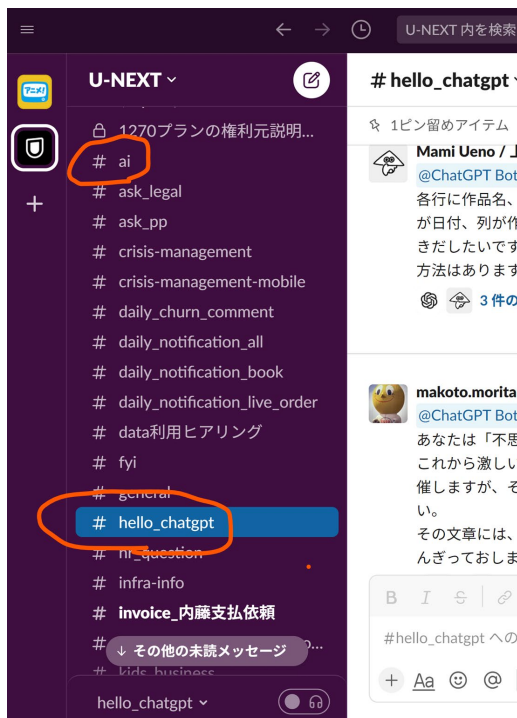 U-NEXT 内を検索
アニメ!
U-NEXT
# hello_chatgpt
1270プランの権利元説明...
1ピン留めアイテム
# ai
# ask_legal
# ask_pp
# crisis-management
# crisis-management-mobile
# daily_churn_comment
# daily_notification_all
# daily_notification_book
# daily_notification_live_order
# data利用ヒアリング
# fyi
# general
# hello_chatgpt
# hr_question
# infra-info
# invoice_内藤支払依頼
↓ その他の未読メッセージ
# kids_business
hello_chatgpt
Mami Ueno /
@ChatGPT Bot
各行に作品名、
が日付、列が作
きだしたいです
方法はあります
3 件の
makoto.morita
@ChatGPT Bot
あなたは「不思
これから激しい
催しますが、そ
い。
その文章には、
んぎっておしま
B I S
#hello_chatgpt への
+ Aa @